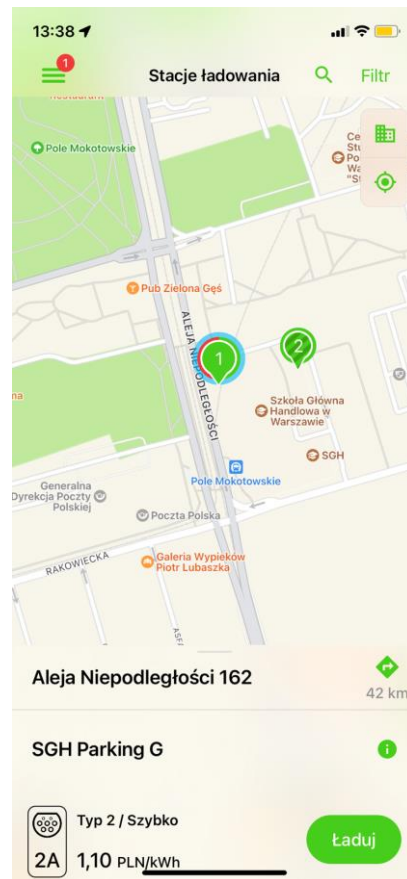 13:38
1
Stacje ładowania
Filtr
Pole Mokotowskie
Pub Zielona Gęś
ALEJA NIEPODLEGŁOŚCI
1
2
Szkoła Główna
Handlowa w
Warszawie
SGH
Pole Mokotowskie
Generalna
Dyrekcja Poczty
Polskiej
Poczta Polska
RAKOWIECKA
Galeria Wypieków
Piotr Lubaszka
Aleja Niepodległości 162
42 km
SGH Parking G
Typ 2 / Szybko
2A
1,10 PLN/kWh
Ładuj